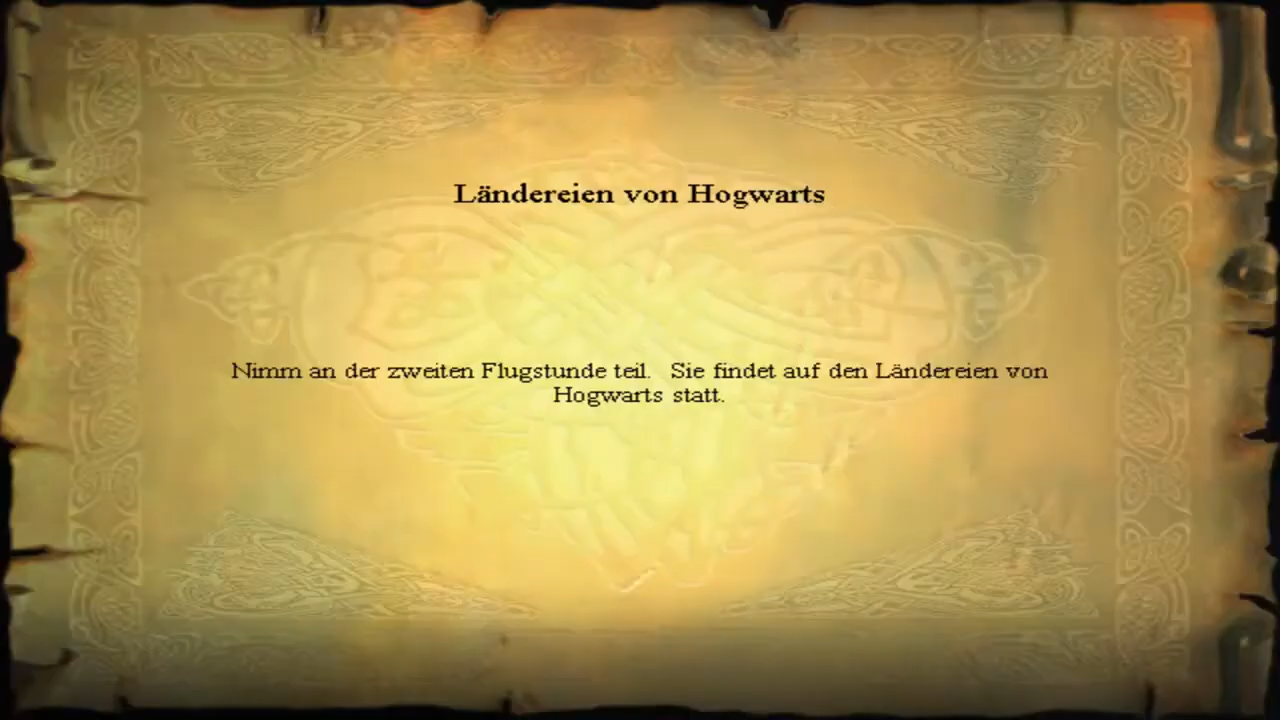 Ländereien von Hogwarts
Nimm an der zweiten Flugstunde teil. Sie findet auf den Ländereien von
Hogwarts statt.